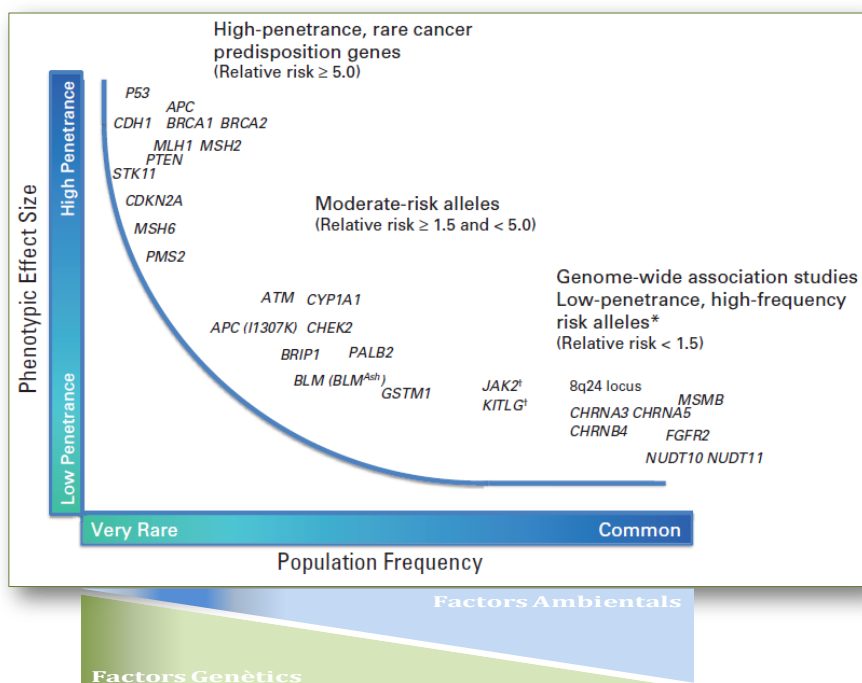 High-penetrance, rare cancer
predisposition genes
(Relative risk ≥ 5.0)
P53
APC
CDH1 BRCA1 BRCA2
MLH1 MSH2
PTEN
STK11
CDKN2A
MSH6
PMS2
Moderate-risk alleles
(Relative risk ≥ 1.5 and < 5.0)
ATM CYP1A1
APC (I1307K) CHEK2
BRIP1 PALB2
BLM (BLMAsh)
GSTM1
Genome-wide association studies
Low-penetrance, high-frequency
risk alleles*
(Relative risk < 1.5)
JAK2† 8q24 locus
KITLG† MSMB
CHRNA3 CHRNA5
CHRNB4 FGFR2
NUDT10 NUDT11
Phenotypic Effect Size
High Penetrance
Low Penetrance
Very Rare Common
Population Frequency
Factors Ambientals
Factors Genètics